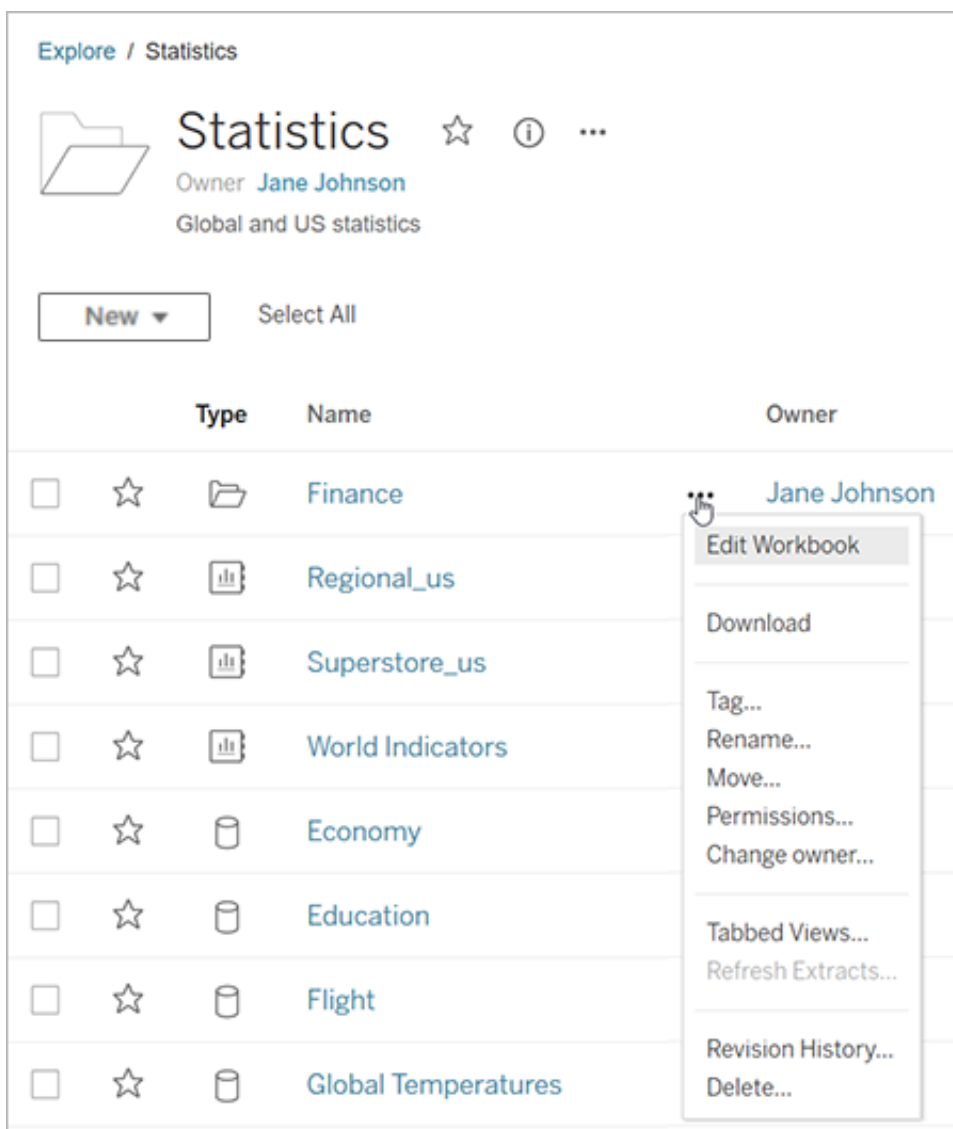 Explore / Statistics
Statistics
Owner Jane Johnson
Global and US statistics
New Select All
Type Name Owner
Finance ... Jane Johnson
Edit Workbook
Regional_us
Download
Superstore_us
Tag...
Rename...
World Indicators
Move...
Permissions...
Economy
Change owner...
Education
Tabbed Views...
Refresh Extracts...
Flight
Revision History...
Global Temperatures
Delete...